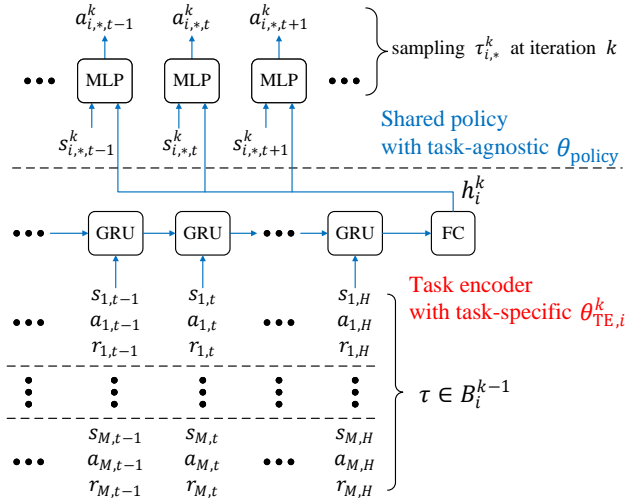 a^k_{i,*,t−1} a^k_{i,*,t} a^k_{i,*,t+1}
sampling τ^k_{i,*} at iteration k
••• MLP MLP MLP •••
s^k_{i,*,t−1} s^k_{i,*,t} s^k_{i,*,t+1}
Shared policy
with task-agnostic θ_policy
h^k_i
••• GRU GRU ••• GRU FC
Task encoder
with task-specific θ^k_{TE,i}
s_{1,t−1} s_{1,t} s_{1,H}
••• a_{1,t−1} a_{1,t} ••• a_{1,H}
r_{1,t−1} r_{1,t} r_{1,H}
τ ∈ B^{k−1}_i
s_{M,t−1} s_{M,t} s_{M,H}
••• a_{M,t−1} a_{M,t} ••• a_{M,H}
r_{M,t−1} r_{M,t} r_{M,H}